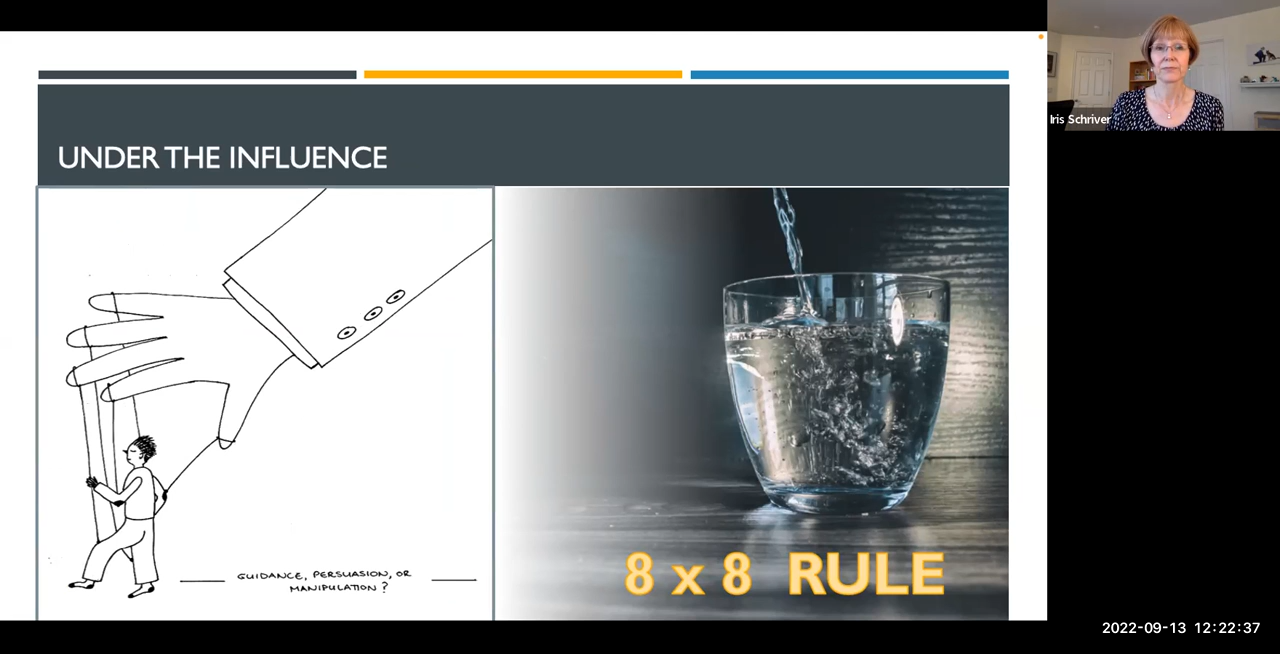 UNDER THE INFLUENCE
GUIDANCE, PERSUASION, OR
MANIPULATION ?
8 x 8 RULE
Iris Schriver
2022-09-13 12:22:37